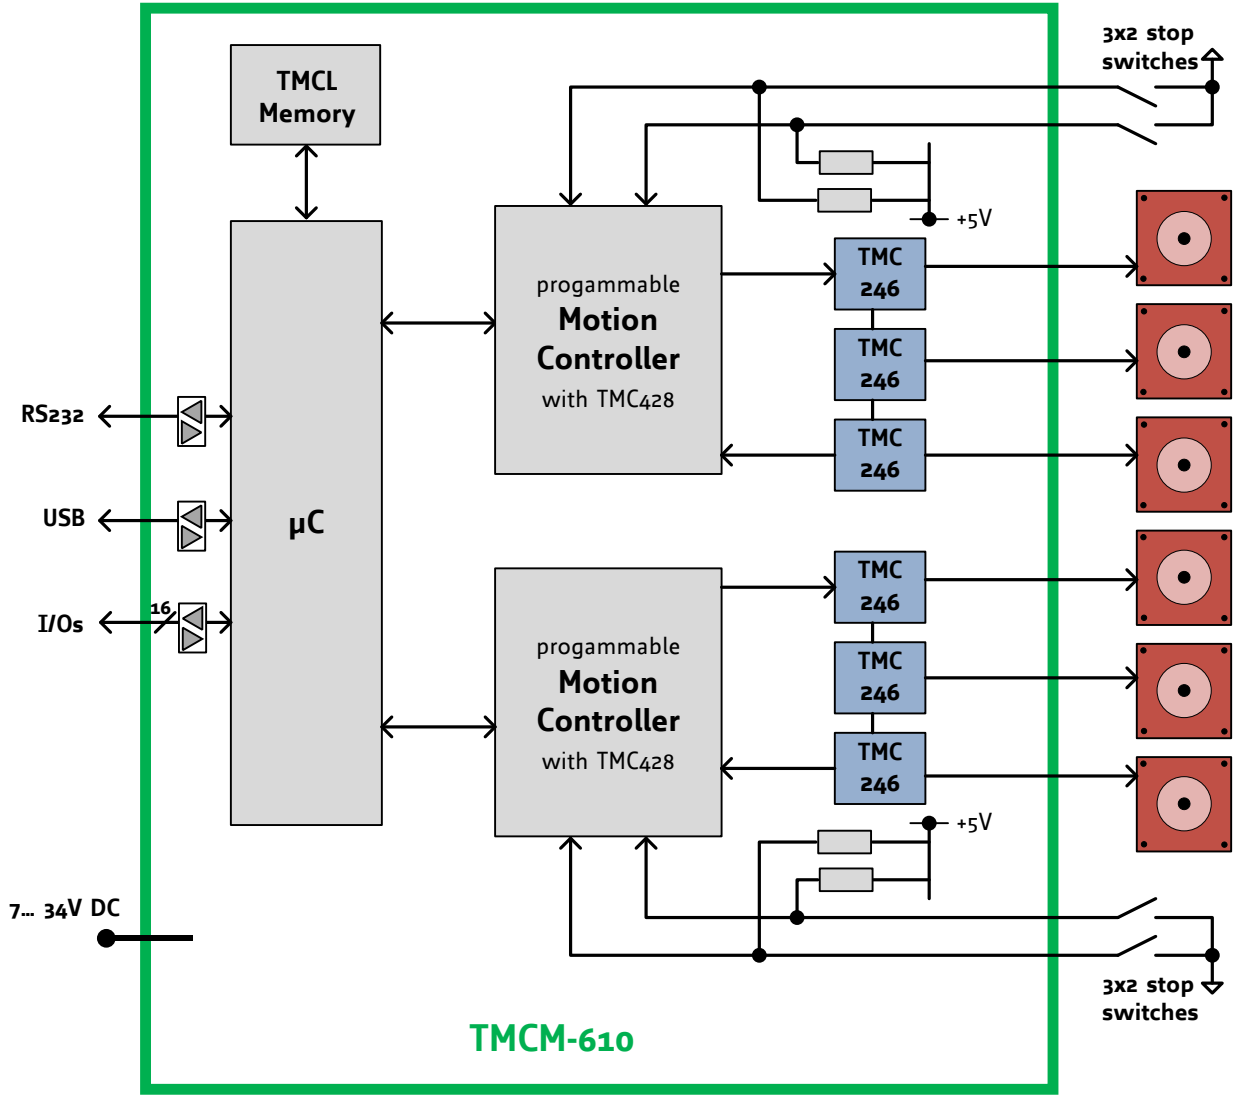 3x2 stop
switches
TMCL
Memory
+5V
TMC
246
progammable
Motion
Controller
with TMC428
TMC
246
TMC
246
RS232
USB
µC
16
I/Os
TMC
246
progammable
Motion
Controller
with TMC428
TMC
246
TMC
246
+5V
7... 34V DC
3x2 stop
switches
TMCM-610